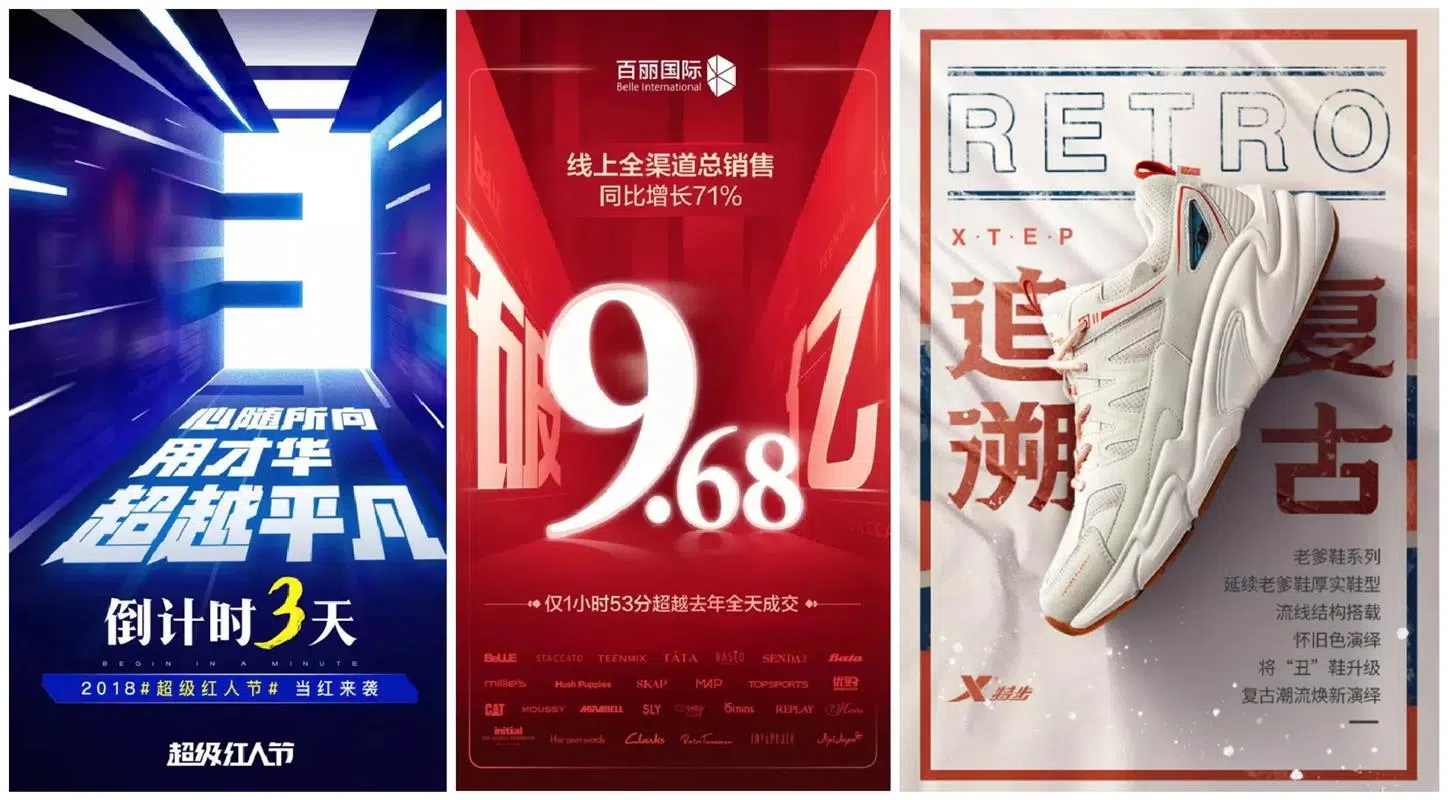 3
心随所向
用才华
超越平凡
倒计时3天
BEGIN IN A MINUTE
2018#超级红人节# 当红来袭
超级红人节
百丽国际
Belle International
线上全渠道总销售
同比增长71%
破 9.68 亿
仅1小时53分超越去年全天成交
BeLLE STACCATO TEENMIX TATA BASTO SENDA Bata
millie's Hush Puppies SKAP MAP TOPSPORTS 优购
CAT MOUSSY MIRABELL SLY 15mins REPLAY
initial Her own words Clarks
RETRO
X·T·E·P
追溯
复古
老爹鞋系列
延续老爹鞋厚实鞋型
流线结构搭载
怀旧色演绎
将“丑”鞋升级
复古潮流焕新演绎
X 特步